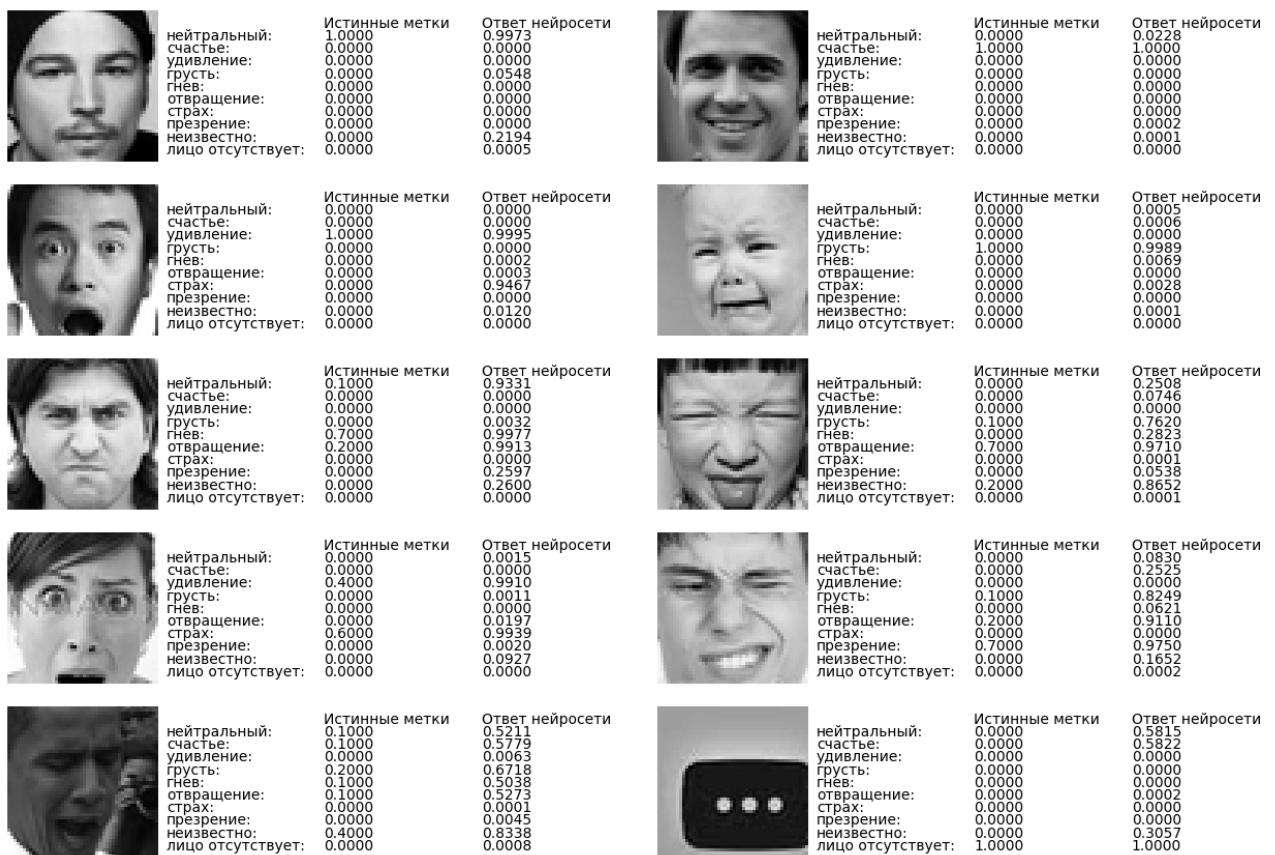 Истинные метки Ответ нейросети
нейтральный: 1.0000 0.9973
счастье: 0.0000 0.0000
удивление: 0.0000 0.0000
грусть: 0.0000 0.0548
гнев: 0.0000 0.0000
отвращение: 0.0000 0.0000
страх: 0.0000 0.0000
презрение: 0.0000 0.0000
неизвестно: 0.0000 0.2194
лицо отсутствует: 0.0000 0.0005
Истинные метки Ответ нейросети
нейтральный: 0.0000 0.0228
счастье: 1.0000 1.0000
удивление: 0.0000 0.0000
грусть: 0.0000 0.0000
гнев: 0.0000 0.0000
отвращение: 0.0000 0.0000
страх: 0.0000 0.0000
презрение: 0.0000 0.0002
неизвестно: 0.0000 0.0001
лицо отсутствует: 0.0000 0.0000
Истинные метки Ответ нейросети
нейтральный: 0.0000 0.0000
счастье: 0.0000 0.0000
удивление: 1.0000 0.9995
грусть: 0.0000 0.0000
гнев: 0.0000 0.0002
отвращение: 0.0000 0.0003
страх: 0.0000 0.9467
презрение: 0.0000 0.0000
неизвестно: 0.0000 0.0120
лицо отсутствует: 0.0000 0.0000
Истинные метки Ответ нейросети
нейтральный: 0.0000 0.0005
счастье: 0.0000 0.0006
удивление: 0.0000 0.0000
грусть: 1.0000 0.9989
гнев: 0.0000 0.0069
отвращение: 0.0000 0.0000
страх: 0.0000 0.0028
презрение: 0.0000 0.0000
неизвестно: 0.0000 0.0001
лицо отсутствует: 0.0000 0.0000
Истинные метки Ответ нейросети
нейтральный: 0.1000 0.9331
счастье: 0.0000 0.0000
удивление: 0.0000 0.0000
грусть: 0.0000 0.0032
гнев: 0.7000 0.9977
отвращение: 0.2000 0.9913
страх: 0.0000 0.0000
презрение: 0.0000 0.2597
неизвестно: 0.0000 0.2600
лицо отсутствует: 0.0000 0.0000
Истинные метки Ответ нейросети
нейтральный: 0.0000 0.2508
счастье: 0.0000 0.0746
удивление: 0.0000 0.0000
грусть: 0.1000 0.7620
гнев: 0.0000 0.2823
отвращение: 0.7000 0.9710
страх: 0.0000 0.0001
презрение: 0.0000 0.0538
неизвестно: 0.2000 0.8652
лицо отсутствует: 0.0000 0.0001
Истинные метки Ответ нейросети
нейтральный: 0.0000 0.0015
счастье: 0.0000 0.0000
удивление: 0.4000 0.9910
грусть: 0.0000 0.0011
гнев: 0.0000 0.0000
отвращение: 0.0000 0.0197
страх: 0.6000 0.9939
презрение: 0.0000 0.0020
неизвестно: 0.0000 0.0927
лицо отсутствует: 0.0000 0.0000
Истинные метки Ответ нейросети
нейтральный: 0.0000 0.0830
счастье: 0.0000 0.2525
удивление: 0.0000 0.0000
грусть: 0.1000 0.8249
гнев: 0.0000 0.0621
отвращение: 0.2000 0.9110
страх: 0.0000 0.0000
презрение: 0.7000 0.9750
неизвестно: 0.0000 0.1652
лицо отсутствует: 0.0000 0.0002
Истинные метки Ответ нейросети
нейтральный: 0.1000 0.5211
счастье: 0.1000 0.5779
удивление: 0.0000 0.0063
грусть: 0.2000 0.6718
гнев: 0.1000 0.5038
отвращение: 0.1000 0.5273
страх: 0.0000 0.0001
презрение: 0.0000 0.0045
неизвестно: 0.4000 0.8338
лицо отсутствует: 0.0000 0.0008
Истинные метки Ответ нейросети
нейтральный: 0.0000 0.5815
счастье: 0.0000 0.5822
удивление: 0.0000 0.0000
грусть: 0.0000 0.0000
гнев: 0.0000 0.0000
отвращение: 0.0000 0.0002
страх: 0.0000 0.0000
презрение: 0.0000 0.0000
неизвестно: 0.0000 0.3057
лицо отсутствует: 1.0000 1.0000